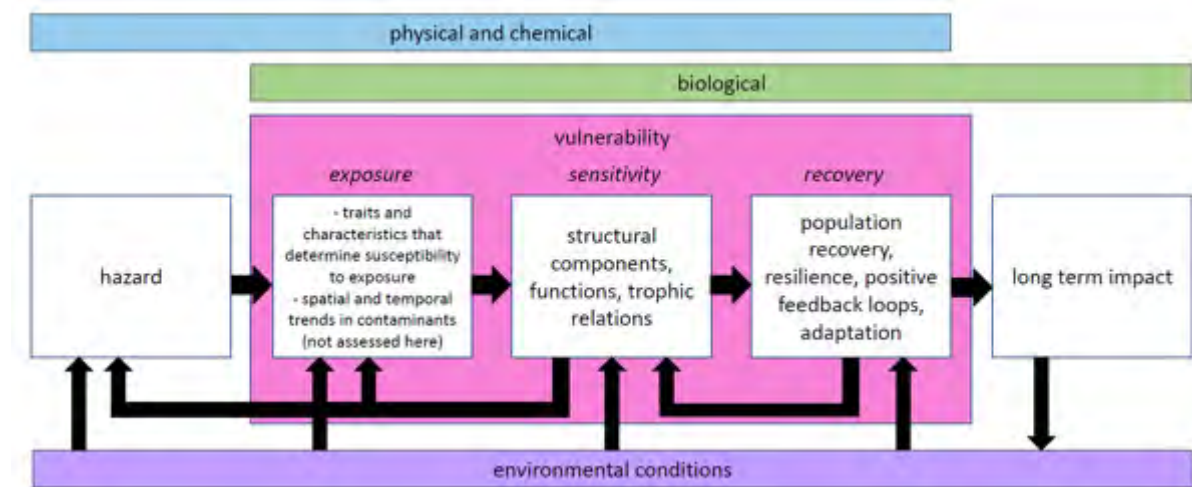 physical and chemical
biological
vulnerability
exposure
sensitivity
recovery
hazard
- traits and
characteristics that
determine susceptibility
to exposure
- spatial and temporal
trends in contaminants
(not assessed here)
structural
components,
functions, trophic
relations
population
recovery,
resilience, positive
feedback loops,
adaptation
long term impact
environmental conditions